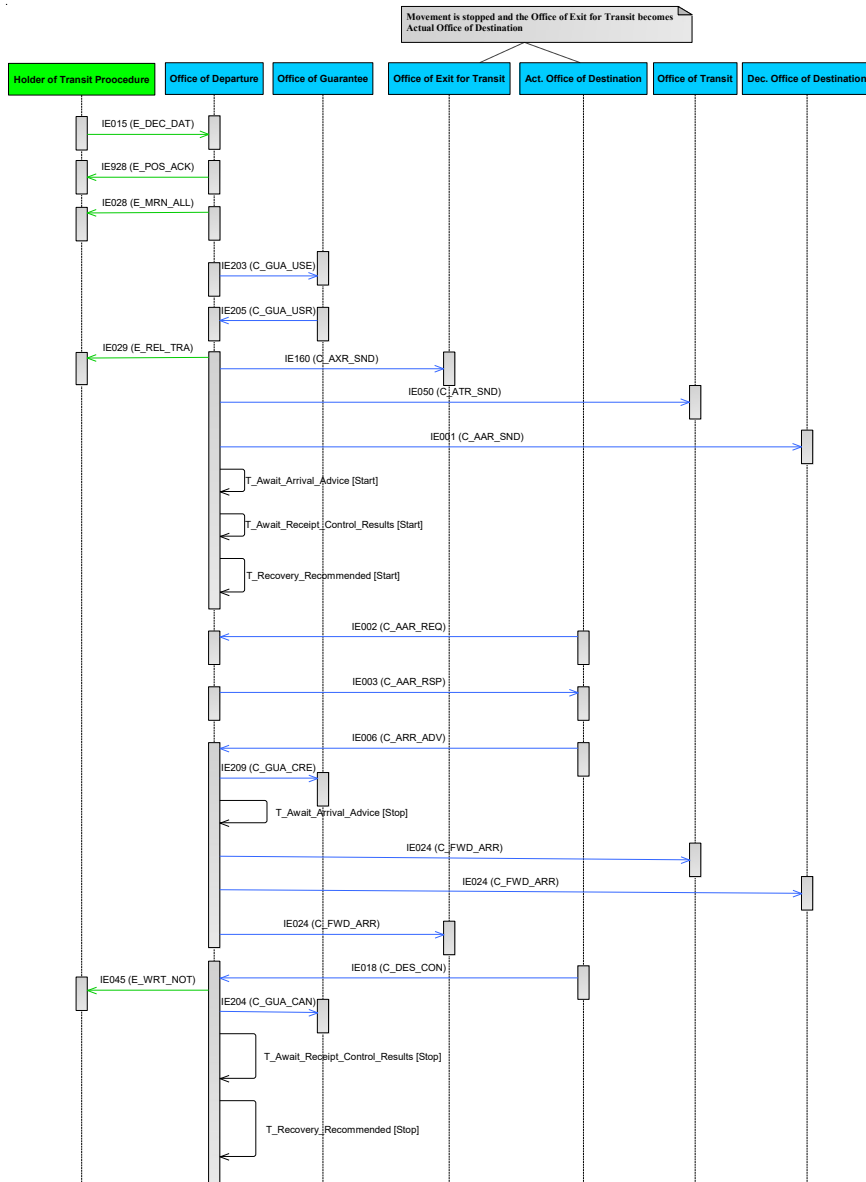 Movement is stopped and the Office of Exit for Transit becomes
Actual Office of Destination
Holder of Transit Proocedure
Office of Departure
Office of Guarantee
Office of Exit for Transit
Act. Office of Destination
Office of Transit
Dec. Office of Destination
IE015 (E_DEC_DAT)
IE928 (E_POS_ACK)
IE028 (E_MRN_ALL)
IE203 (C_GUA_USE)
IE205 (C_GUA_USR)
IE029 (E_REL_TRA)
IE160 (C_AXR_SND)
IE050 (C_ATR_SND)
IE001 (C_AAR_SND)
T_Await_Arrival_Advice [Start]
T_Await_Receipt_Control_Results [Start]
T_Recovery_Recommended [Start]
IE002 (C_AAR_REQ)
IE003 (C_AAR_RSP)
IE006 (C_ARR_ADV)
IE209 (C_GUA_CRE)
T_Await_Arrival_Advice [Stop]
IE024 (C_FWD_ARR)
IE024 (C_FWD_ARR)
IE024 (C_FWD_ARR)
IE018 (C_DES_CON)
IE045 (E_WRT_NOT)
IE204 (C_GUA_CAN)
T_Await_Receipt_Control_Results [Stop]
T_Recovery_Recommended [Stop]